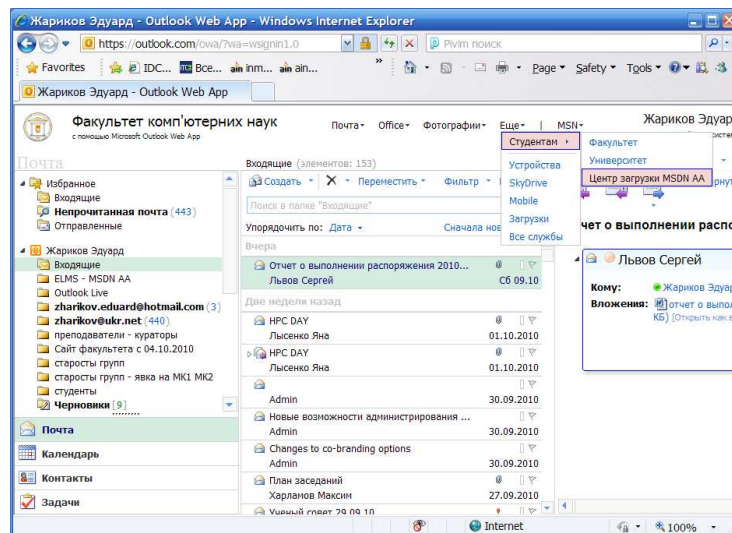 Жариков Эдуард - Outlook Web App - Windows Internet Explorer
https://outlook.com/owa/?wa=wsignin1.0
Pivim поиск
Favorites IDC... Все... inm... ain...
» Page Safety Tools
Жариков Эдуард - Outlook Web App
Факультет комп'ютерних наук
с помощью Microsoft Outlook Web App
Почта Office Фотографии Еще | MSN
Жариков Эдуар
Студентам
Устройства
SkyDrive
Mobile
Загрузки
Все службы
Факультет
Университет
Центр загрузки MSDN AA
Почта
Избранное
Входящие
Непрочитанная почта (443)
Отправленные
Жариков Эдуард
Входящие
ELMS - MSDN AA
Outlook Live
zharikov.eduard@hotmail.com (3)
zharikov@ukr.net (440)
преподаватели - кураторы
Сайт факультета с 04.10.2010
старосты групп
старосты групп - явка на МК1 МК2
студенты
Черновики [9]
Почта
Календарь
Контакты
Задачи
Входящие (элементов: 153)
Создать X Переместить Фильтр
Поиск в папке "Входящие"
Упорядочить по: Дата Сначала нов
Вчера
Отчет о выполнении распоряжения 2010...
Львов Сергей Сб 09.10
Две недели назад
HPC DAY
Лысенко Яна 01.10.2010
HPC DAY
Лысенко Яна 01.10.2010
Admin 30.09.2010
Новые возможности администрирования ...
Admin 30.09.2010
Changes to co-branding options
Admin 30.09.2010
План заседаний
Харламов Максим 27.09.2010
Ученый совет 29.09.10
чет о выполнении распо
Львов Сергей
Кому: Жариков Эдуар
Вложения: отчет о выпол
КБ) [Открыть как в
Internet 100%